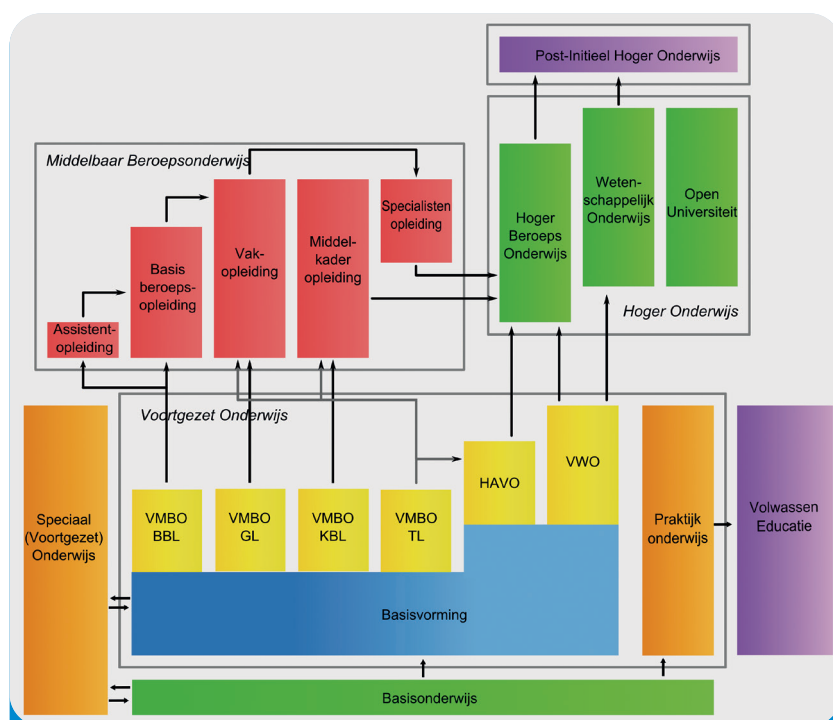 Post-Initieel Hoger Onderwijs
Middelbaar Beroepsonderwijs
Specialisten
opleiding
Hoger
Beroeps
Onderwijs
Weten-
schappelijk
Onderwijs
Open
Universiteit
Assistent-
opleiding
Basis
beroeps-
opleiding
Vak-
opleiding
Middel-
kader
opleiding
Hoger Onderwijs
Voortgezet Onderwijs
Speciaal
(Voortgezet)
Onderwijs
VMBO
BBL
VMBO
GL
VMBO
KBL
VMBO
TL
HAVO
VWO
Praktijk
onderwijs
Volwassen
Educatie
Basisvorming
Basisonderwijs